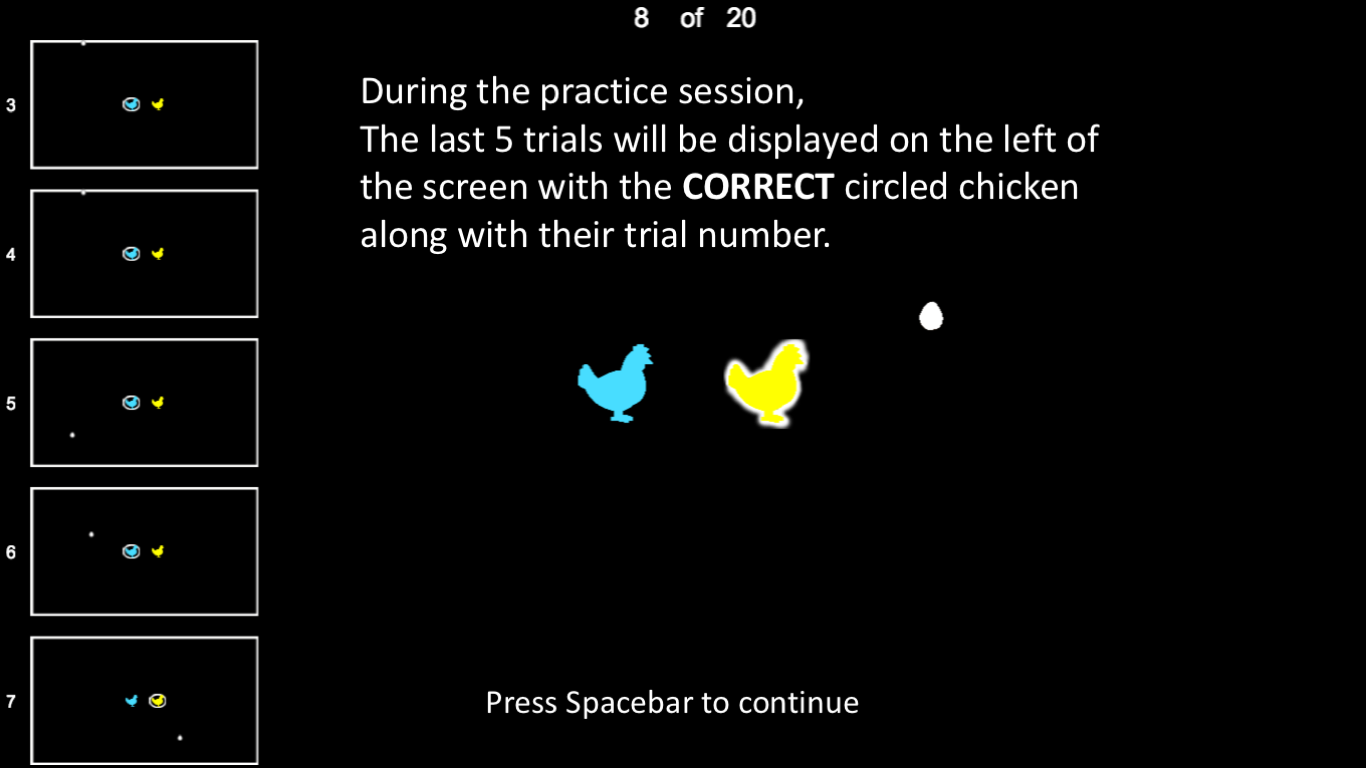 8 of 20
During the practice session,
The last 5 trials will be displayed on the left of
the screen with the CORRECT circled chicken
along with their trial number.
3
4
5
6
7
Press Spacebar to continue